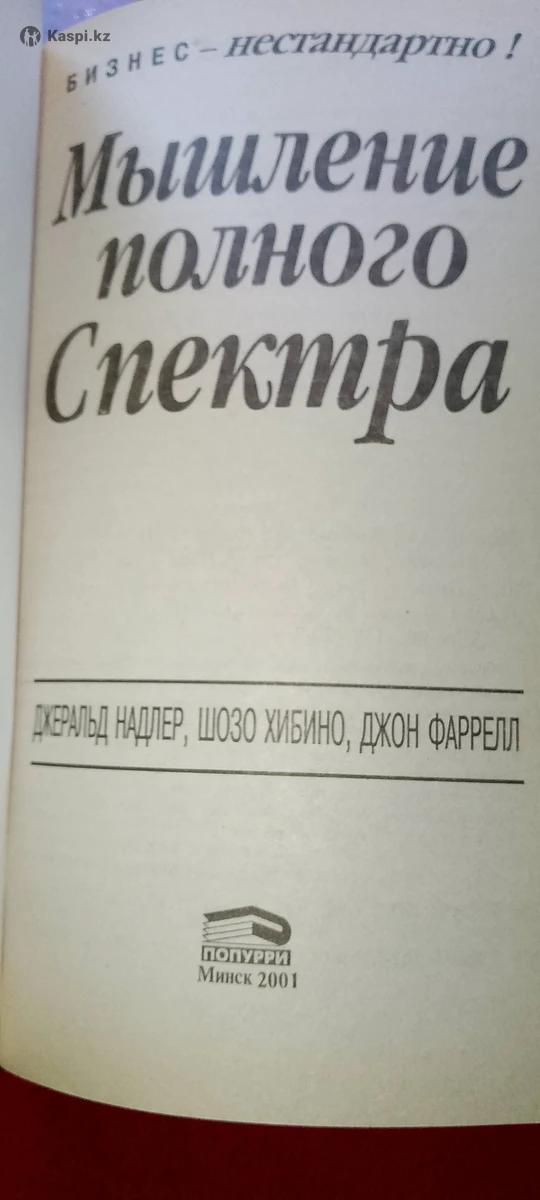 Kaspi.kz
БИЗНЕС – нестандартно!
Мышление
полного
Спектра
ДЖЕРАЛЬД НАДЛЕР, ШОЗО ХИБИНО, ДЖОН ФАРРЕЛЛ
ПОПУРРИ
Минск 2001